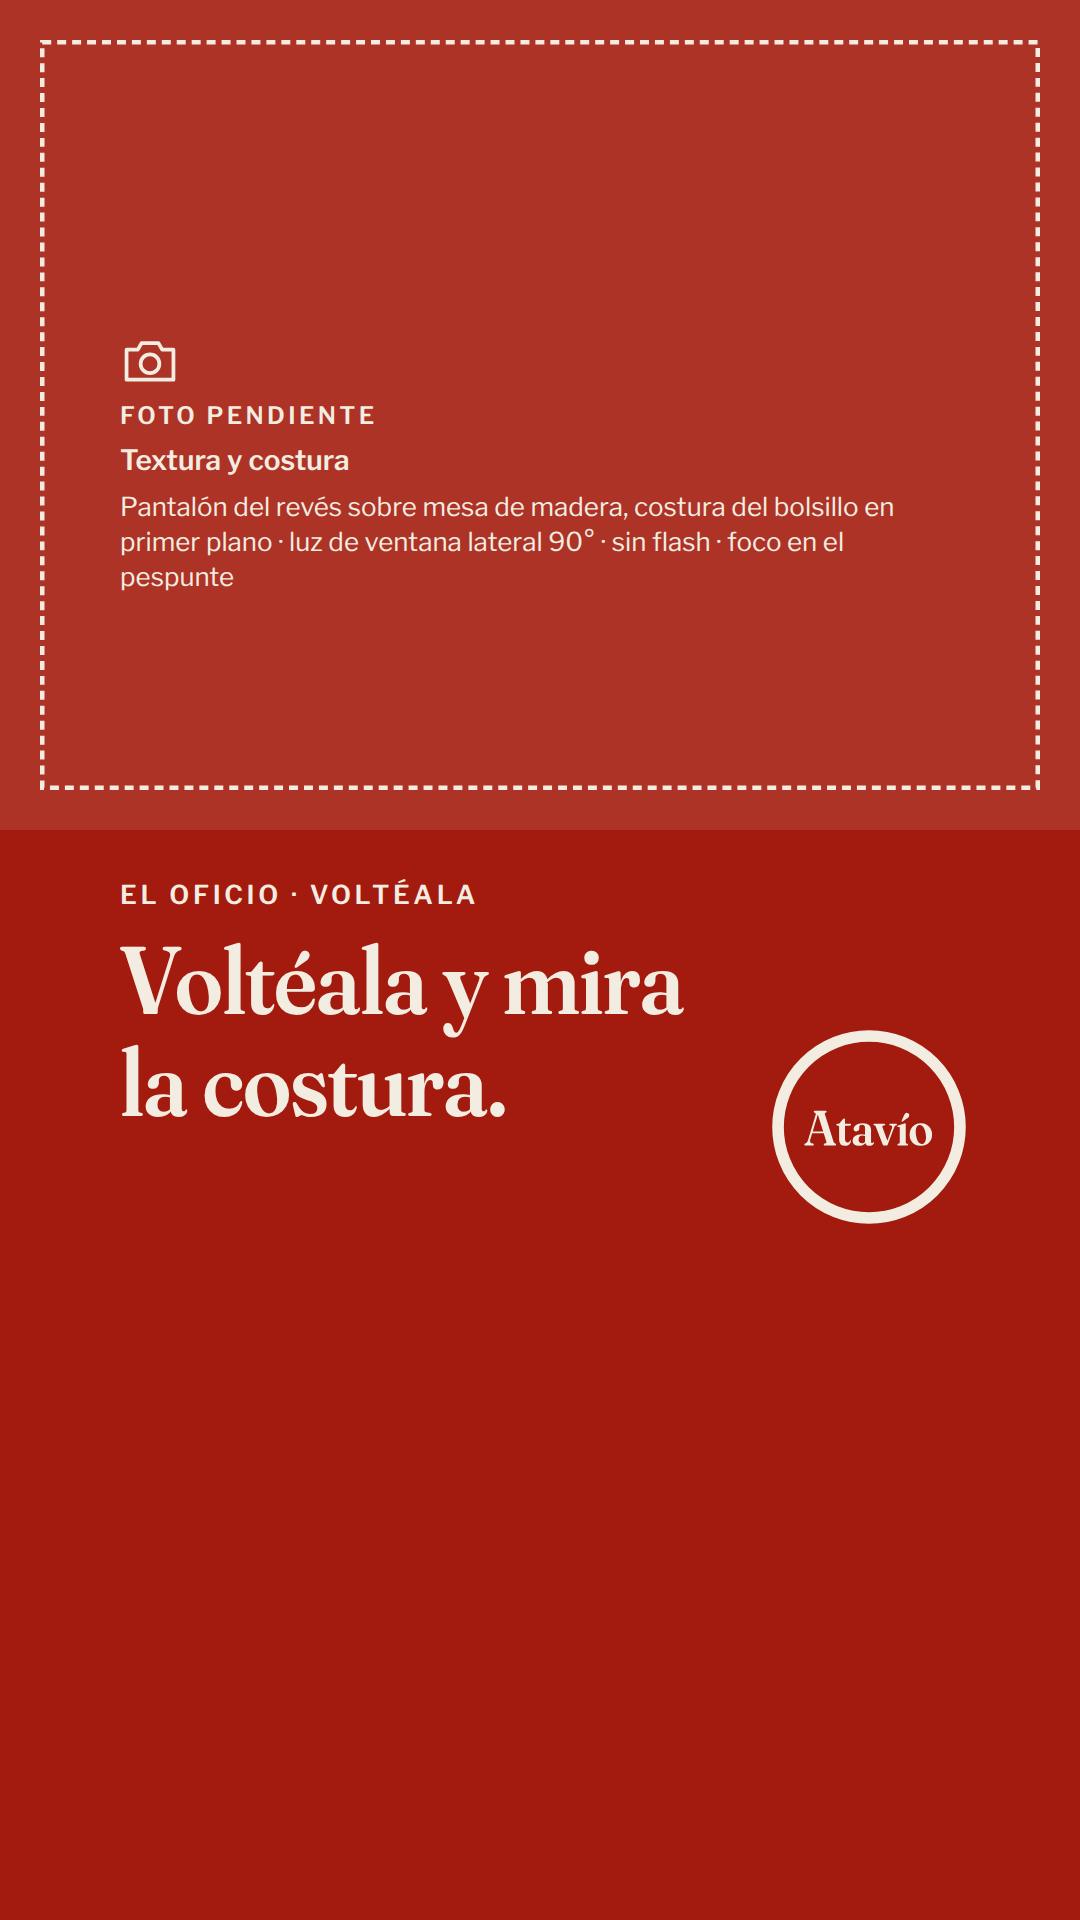 FOTO PENDIENTE
Textura y costura
Pantalón del revés sobre mesa de madera, costura del bolsillo en
primer plano · luz de ventana lateral 90° · sin flash · foco en el
pespunte
EL OFICIO · VOLTÉALA
Voltéala y mira
la costura.
Atavío